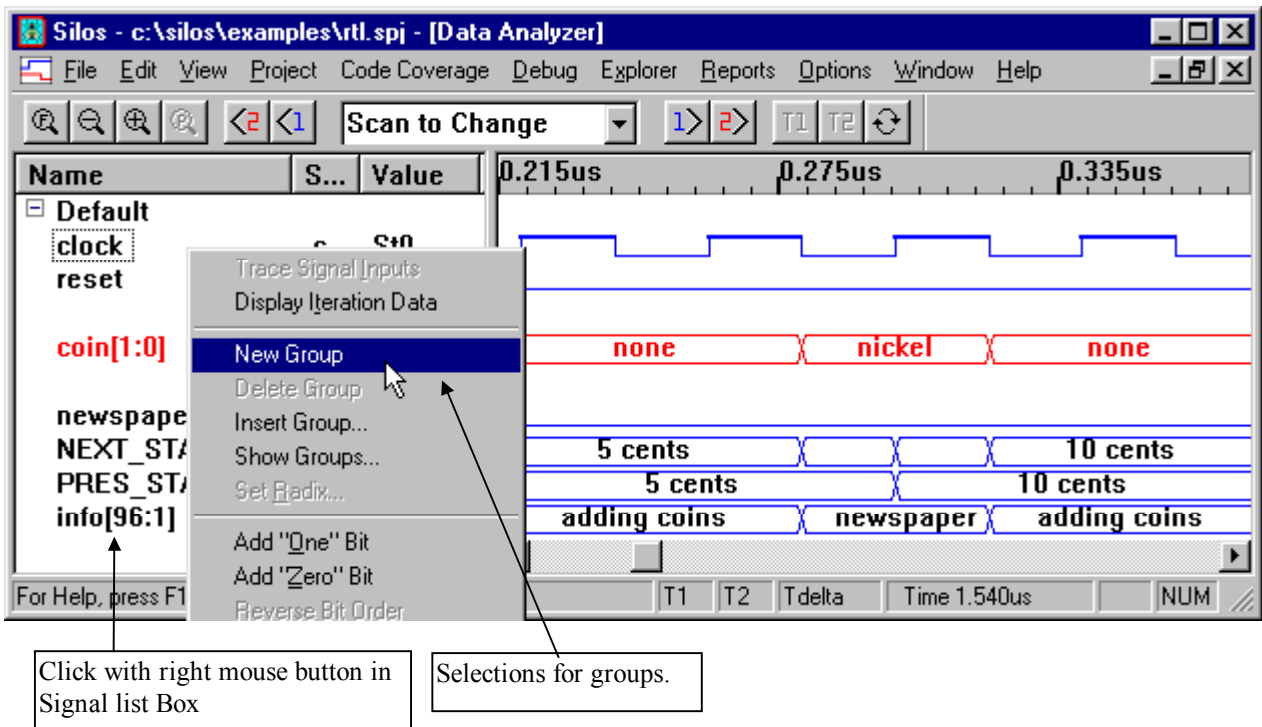 Silos - c:\silos\examples\rtl.spj - [Data Analyzer]
File Edit View Project Code Coverage Debug Explorer Reports Options Window Help
Scan to Change
T1 T2
Name S... Value 0.215us 0.275us 0.335us
Default
clock St0
reset
Trace Signal Inputs
Display Iteration Data
coin[1:0] none nickel none
New Group
Delete Group
newspape
Insert Group...
NEXT_STA 5 cents 10 cents
Show Groups...
PRES_STA 5 cents 10 cents
Set Radix...
info[96:1] adding coins newspaper adding coins
Add "One" Bit
Add "Zero" Bit
Reverse Bit Order
For Help, press F1 T1 T2 Tdelta Time 1.540us NUM
Click with right mouse button in
Signal list Box
Selections for groups.